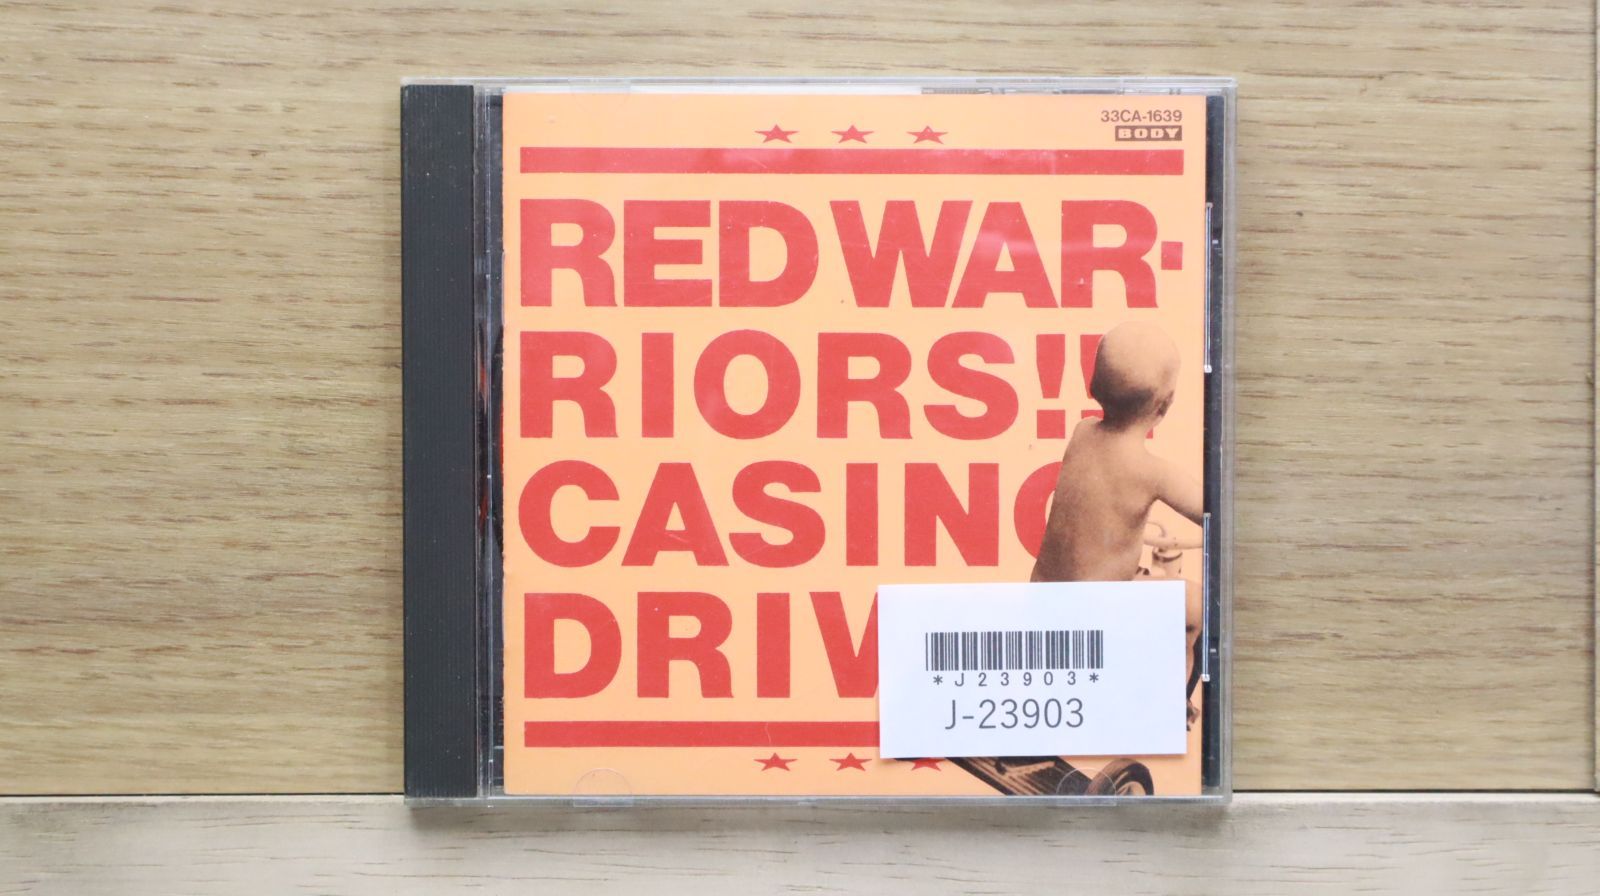 33CA-1639
BODY
RED WAR-
RIORS!!
CASINO
DRIV
*J23903*
J-23903